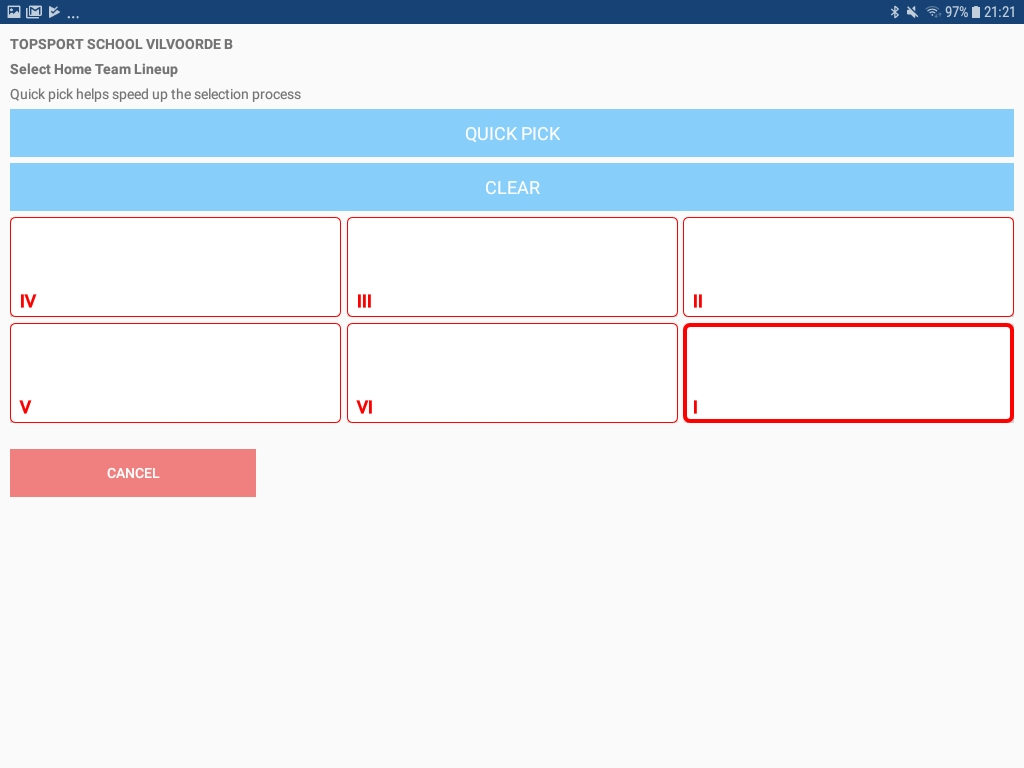 ... 97% 21:21
TOPSPORT SCHOOL VILVOORDE B
Select Home Team Lineup
Quick pick helps speed up the selection process
QUICK PICK
CLEAR
IV III II
V VI I
CANCEL